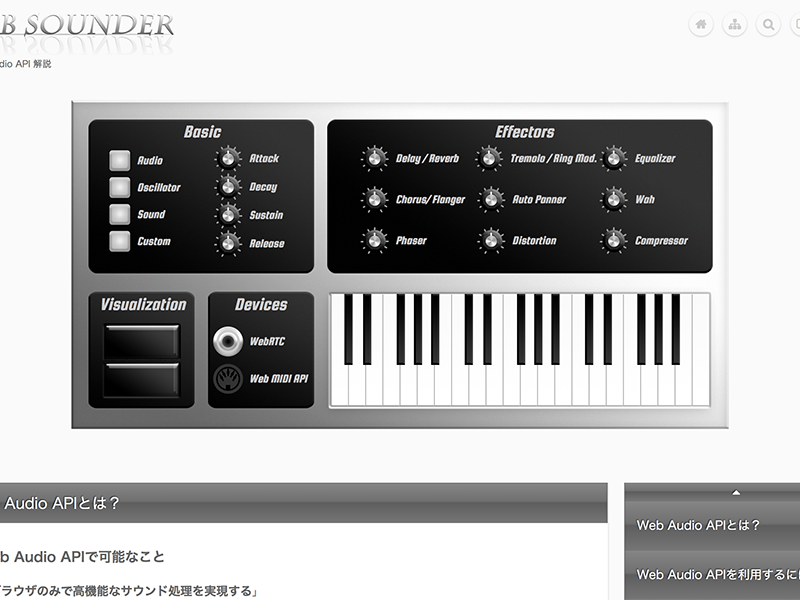 B SOUNDER
dio API 解説
Basic
Audio
Oscillator
Sound
Custom
Attack
Decay
Sustain
Release
Effectors
Delay / Reverb
Tremolo / Ring Mod.
Equalizer
Chorus / Flanger
Auto Panner
Wah
Phaser
Distortion
Compressor
Visualization
Devices
WebRTC
Web MIDI API
Audio APIとは？
b Audio APIで可能なこと
ラウザのみで高機能なサウンド処理を実現する」
Web Audio APIとは？
Web Audio APIを利用するに